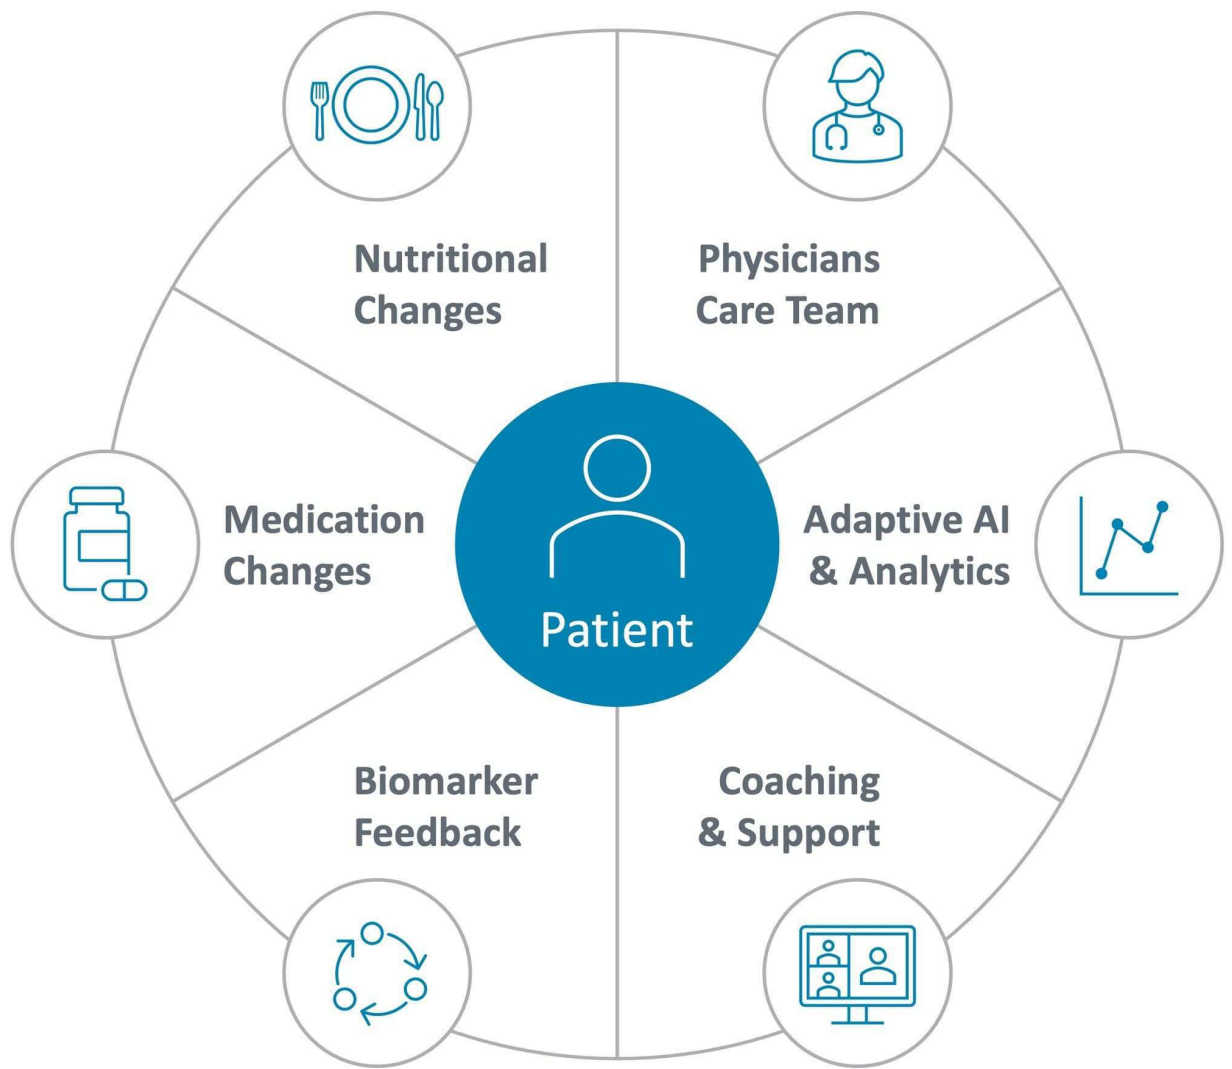 Nutritional
Changes
Physicians
Care Team
Medication
Changes
Patient
Adaptive AI
& Analytics
Biomarker
Feedback
Coaching
& Support